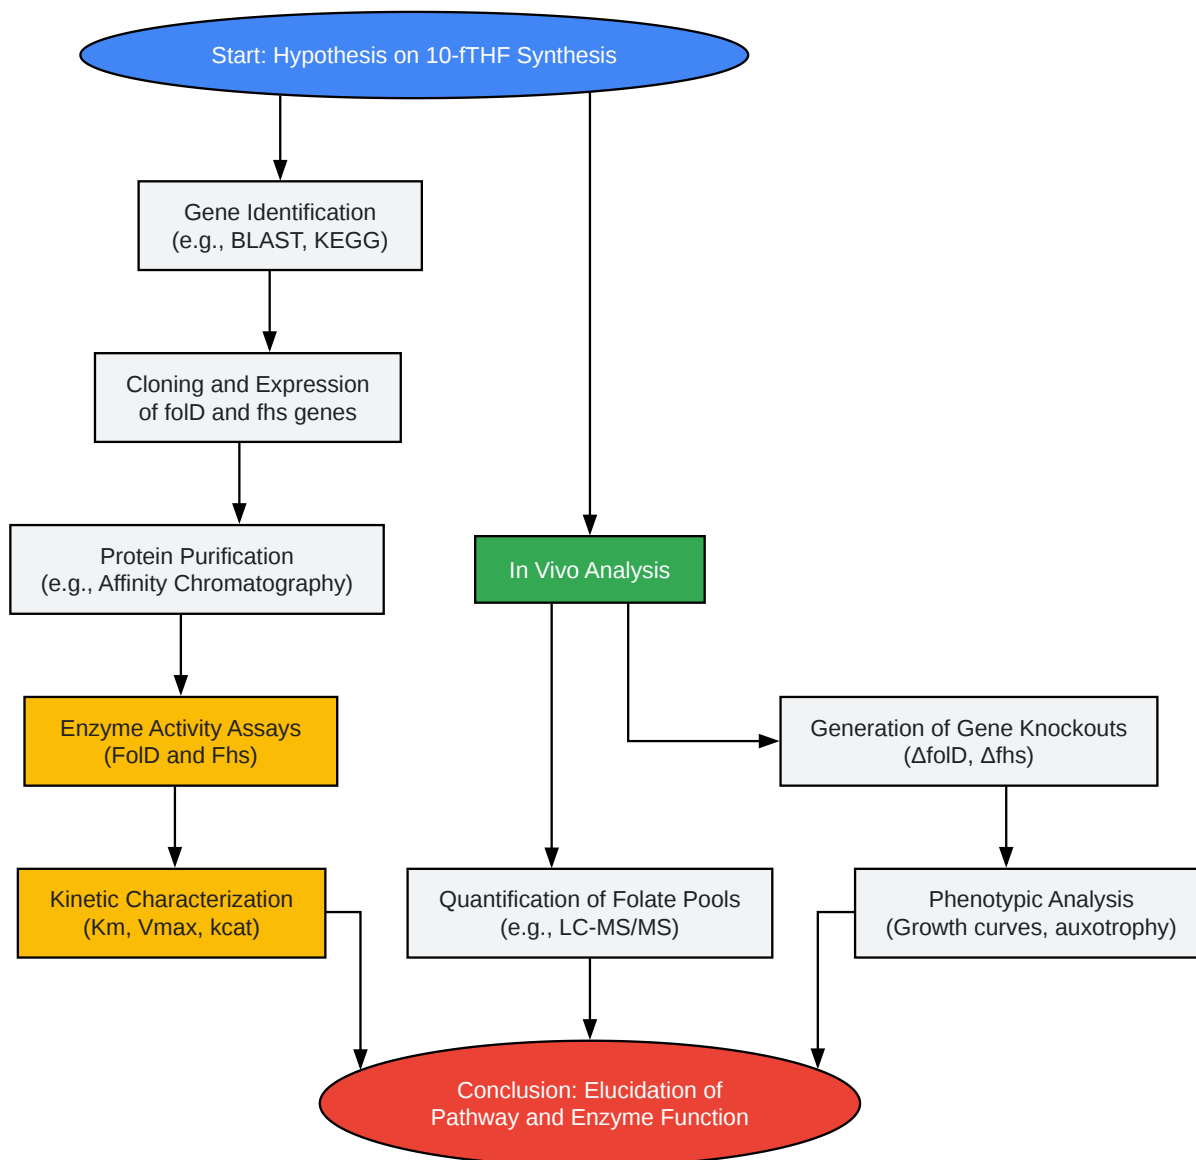 Start: Hypothesis on 10-fTHF Synthesis
Gene Identification
(e.g., BLAST, KEGG)
Cloning and Expression
of folD and fhs genes
Protein Purification
(e.g., Affinity Chromatography)
In Vivo Analysis
Enzyme Activity Assays
(FolD and Fhs)
Generation of Gene Knockouts
(ΔfolD, Δfhs)
Kinetic Characterization
(Km, Vmax, kcat)
Quantification of Folate Pools
(e.g., LC-MS/MS)
Phenotypic Analysis
(Growth curves, auxotrophy)
Conclusion: Elucidation of
Pathway and Enzyme Function